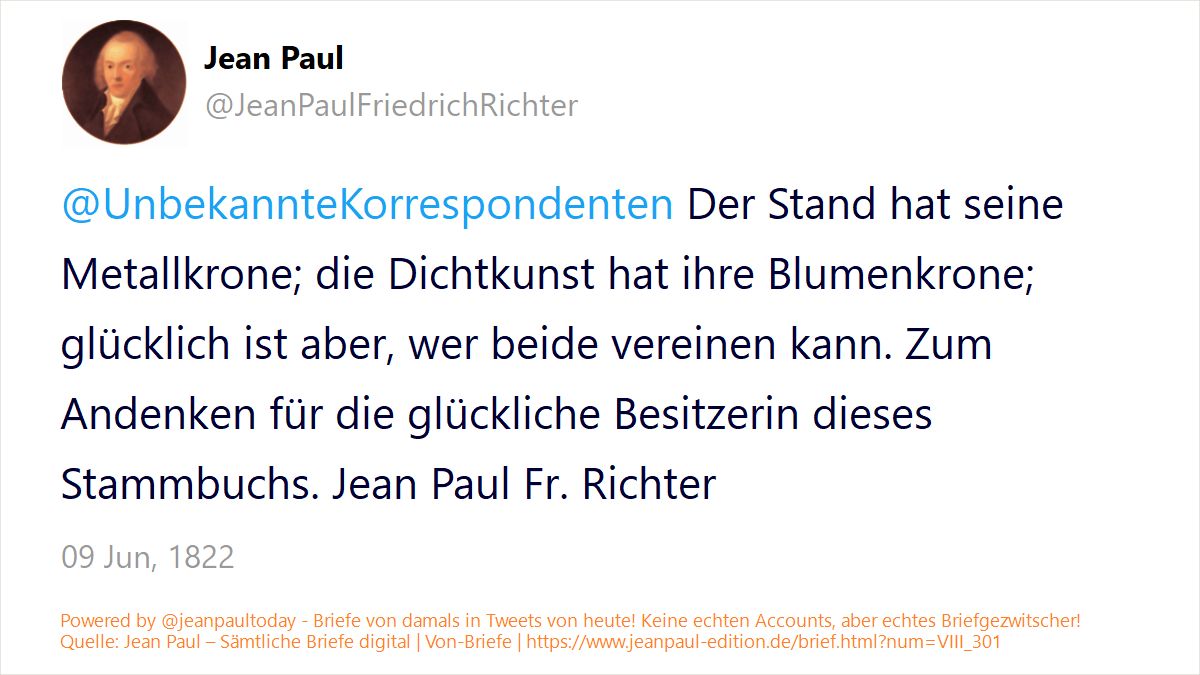 Jean Paul
@JeanPaulFriedrichRichter
@UnbekannteKorrespondenten Der Stand hat seine
Metallkrone; die Dichtkunst hat ihre Blumenkrone;
glücklich ist aber, wer beide vereinen kann. Zum
Andenken für die glückliche Besitzerin dieses
Stammbuchs. Jean Paul Fr. Richter
09 Jun, 1822
Powered by @jeanpaultoday - Briefe von damals in Tweets von heute! Keine echten Accounts, aber echtes Briefgezwitscher!
Quelle: Jean Paul – Sämtliche Briefe digital | Von-Briefe | https://www.jeanpaul-edition.de/brief.html?num=VIII_301